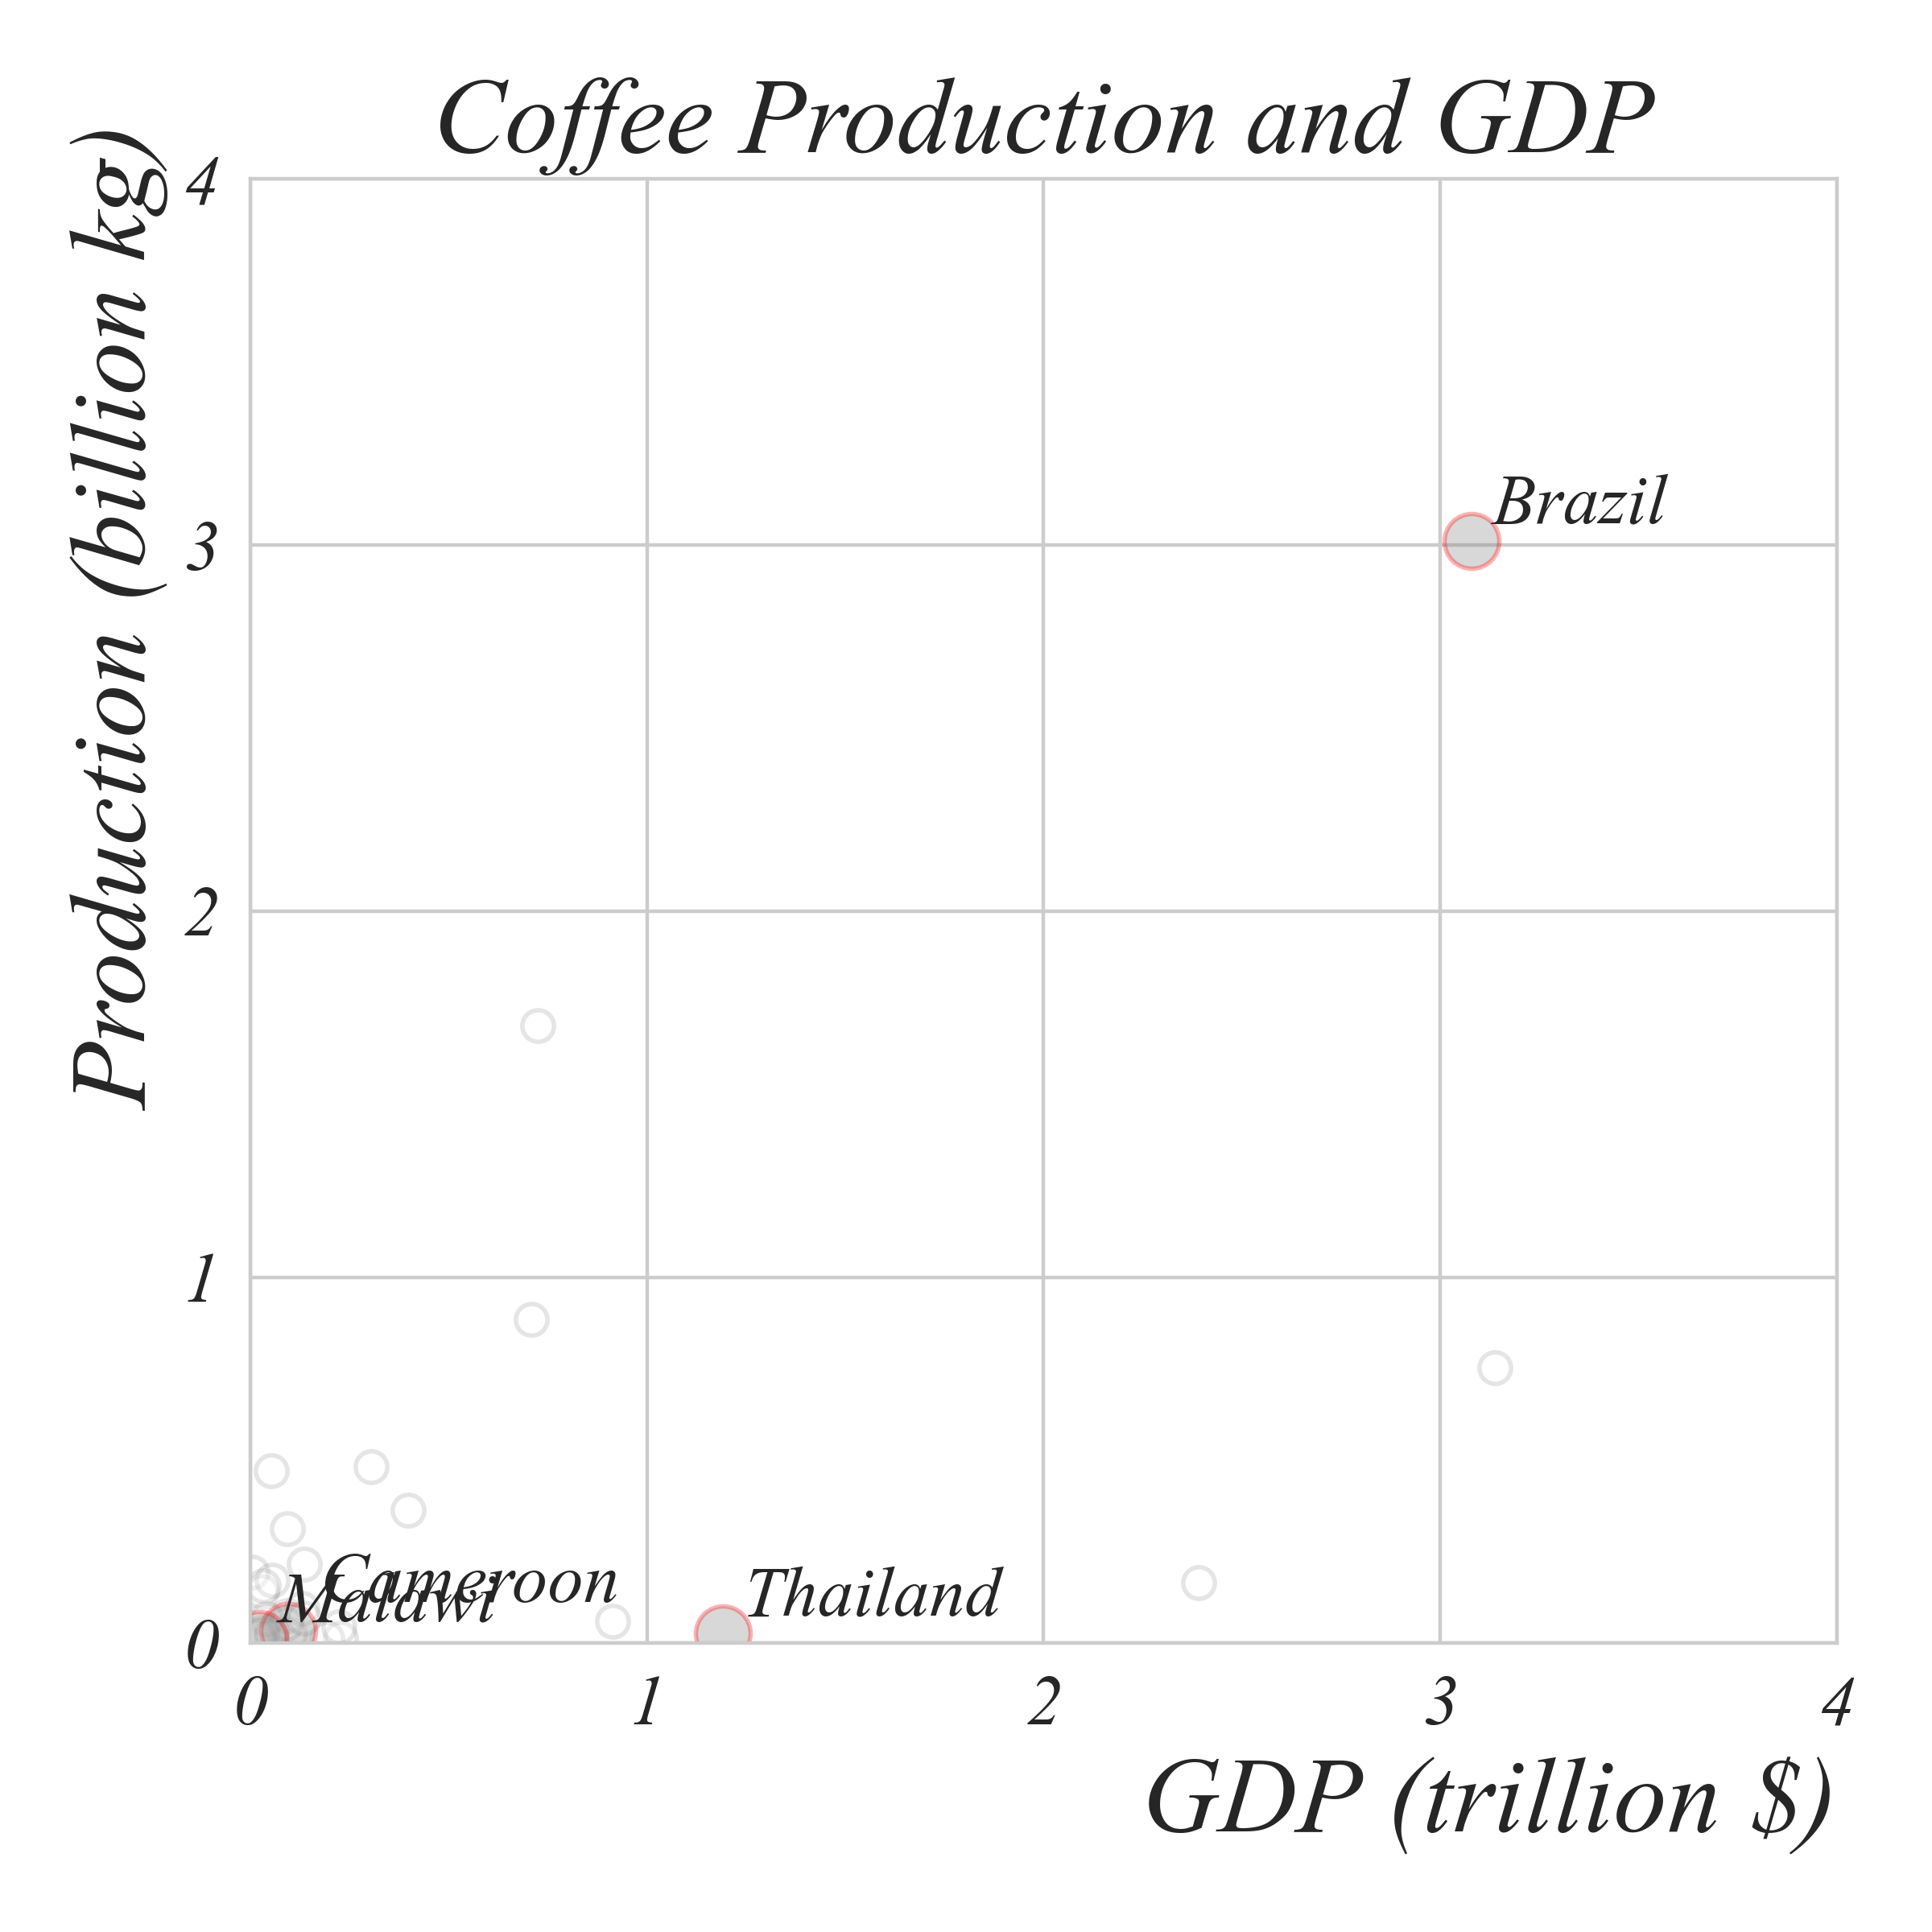 Coffee Production and GDP
Production (billion kg)
4
3
2
1
0
Brazil
Cameroon
Malawi
Thailand
0 1 2 3 4
GDP (trillion $)